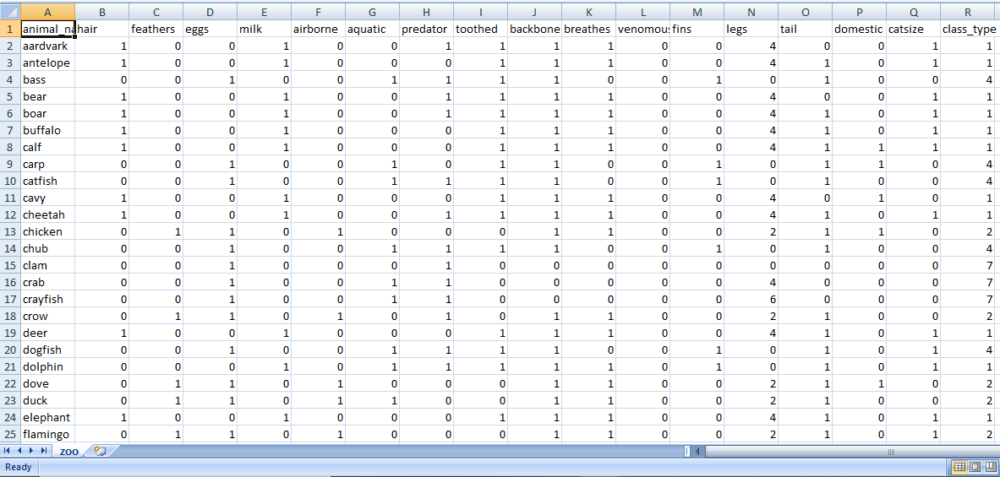 A B C D E F G H I J K L M N O P Q R
1 animal_na hair feathers eggs milk airborne aquatic predator toothed backbone breathes venomous fins legs tail domestic catsize class_type
2 aardvark 1 0 0 1 0 0 1 1 1 1 0 0 4 0 0 1 1
3 antelope 1 0 0 1 0 0 0 1 1 1 0 0 4 1 0 1 1
4 bass 0 0 1 0 0 1 1 1 1 0 0 1 0 1 0 0 4
5 bear 1 0 0 1 0 0 1 1 1 1 0 0 4 0 0 1 1
6 boar 1 0 0 1 0 0 1 1 1 1 0 0 4 1 0 1 1
7 buffalo 1 0 0 1 0 0 0 1 1 1 0 0 4 1 0 1 1
8 calf 1 0 0 1 0 0 0 1 1 1 0 0 4 1 1 1 1
9 carp 0 0 1 0 0 1 0 1 1 0 0 1 0 1 1 0 4
10 catfish 0 0 1 0 0 1 1 1 1 0 0 1 0 1 0 0 4
11 cavy 1 0 0 1 0 0 0 1 1 1 0 0 4 0 1 0 1
12 cheetah 1 0 0 1 0 0 1 1 1 1 0 0 4 1 0 1 1
13 chicken 0 1 1 0 1 0 0 0 1 1 0 0 2 1 1 0 2
14 chub 0 0 1 0 0 1 1 1 1 0 0 1 0 1 0 0 4
15 clam 0 0 1 0 0 0 1 0 0 0 0 0 0 0 0 0 7
16 crab 0 0 1 0 0 1 1 0 0 0 0 0 4 0 0 0 7
17 crayfish 0 0 1 0 0 1 1 0 0 0 0 0 6 0 0 0 7
18 crow 0 1 1 0 1 0 1 0 1 1 0 0 2 1 0 0 2
19 deer 1 0 0 1 0 0 0 1 1 1 0 0 4 1 0 1 1
20 dogfish 0 0 1 0 0 1 1 1 1 0 0 1 0 1 0 1 4
21 dolphin 0 0 0 1 0 1 1 1 1 1 0 1 0 1 0 1 1
22 dove 0 1 1 0 1 0 0 0 1 1 0 0 2 1 1 0 2
23 duck 0 1 1 0 1 1 0 0 1 1 0 0 2 1 0 0 2
24 elephant 1 0 0 1 0 0 0 1 1 1 0 0 4 1 0 1 1
25 flamingo 0 1 1 0 1 0 0 0 1 1 0 0 2 1 0 1 2
zoo
Ready